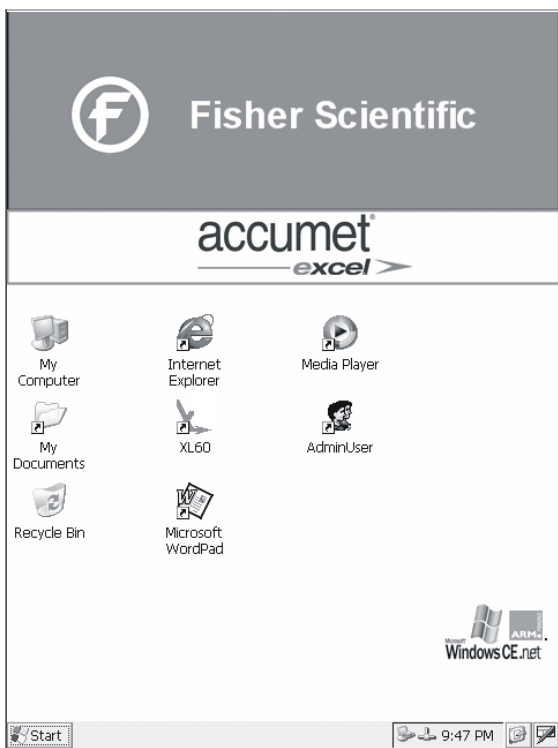 Fisher Scientific
accumet®
excel
My
Computer
Internet
Explorer
Media Player
My
Documents
XL60
AdminUser
Recycle Bin
Microsoft
WordPad
ARM
Microsoft
Windows CE.net
Start
9:47 PM